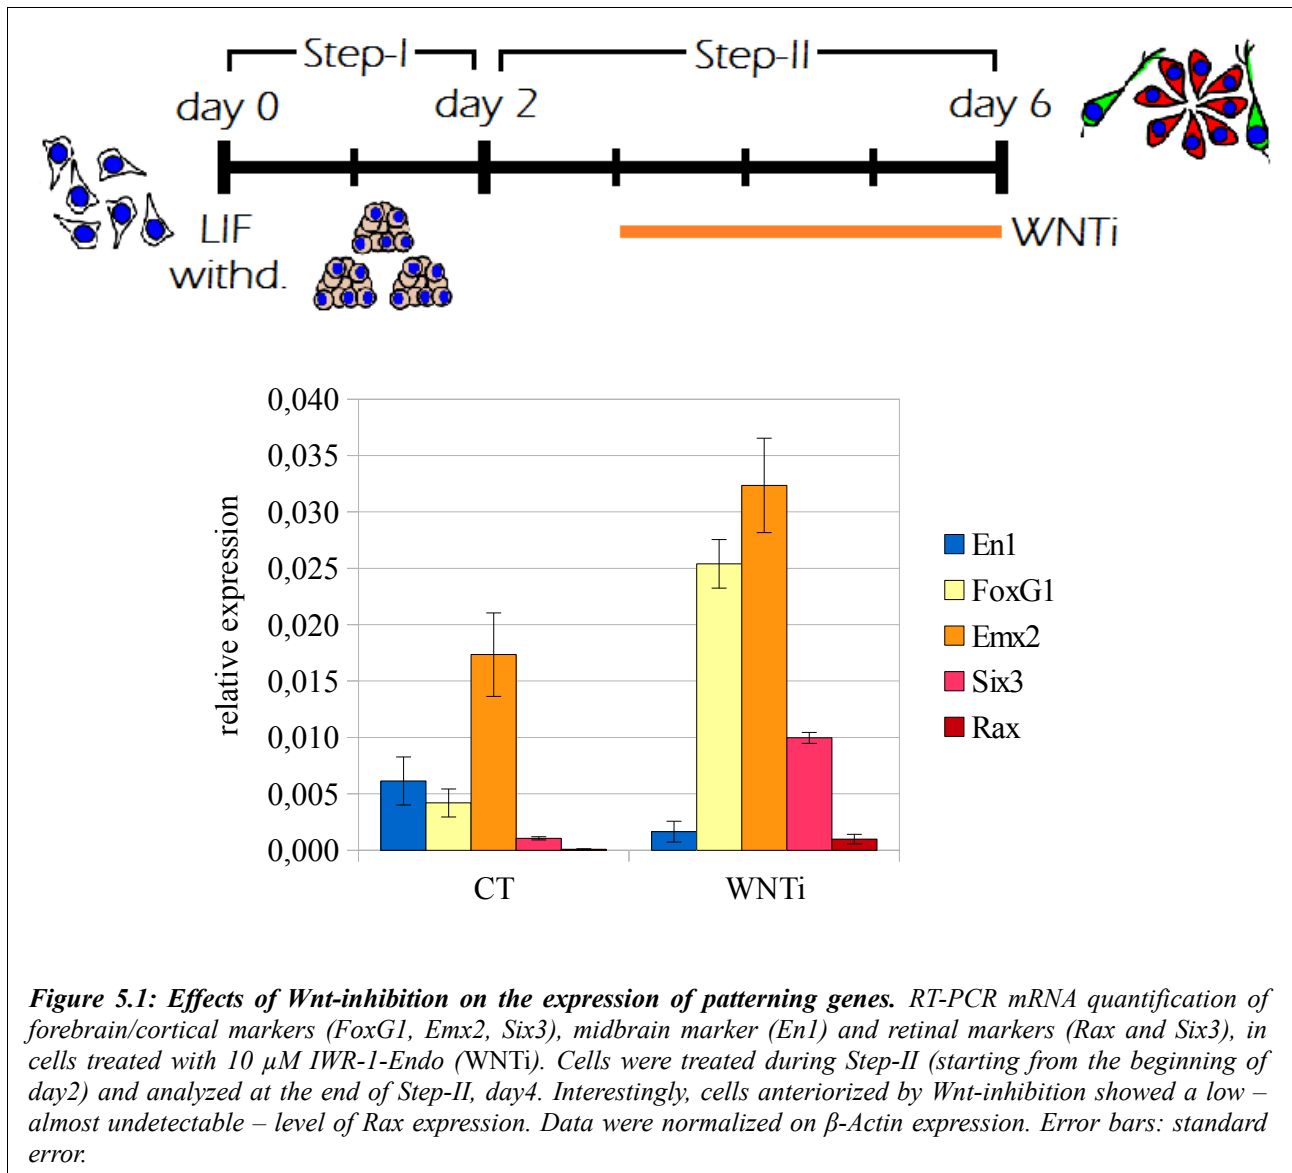 Step-I
Step-II
day 0
day 2
day 6
LIF
withd.
WNTi
0,040
0,035
0,030
0,025
0,020
0,015
0,010
0,005
0,000
relative expression
CT
WNTi
En1
FoxG1
Emx2
Six3
Rax
Figure 5.1: Effects of Wnt-inhibition on the expression of patterning genes. RT-PCR mRNA quantification of
forebrain/cortical markers (FoxG1, Emx2, Six3), midbrain marker (En1) and retinal markers (Rax and Six3), in
cells treated with 10 µM IWR-1-Endo (WNTi). Cells were treated during Step-II (starting from the beginning of
day2) and analyzed at the end of Step-II, day4. Interestingly, cells anteriorized by Wnt-inhibition showed a low –
almost undetectable – level of Rax expression. Data were normalized on β-Actin expression. Error bars: standard
error.